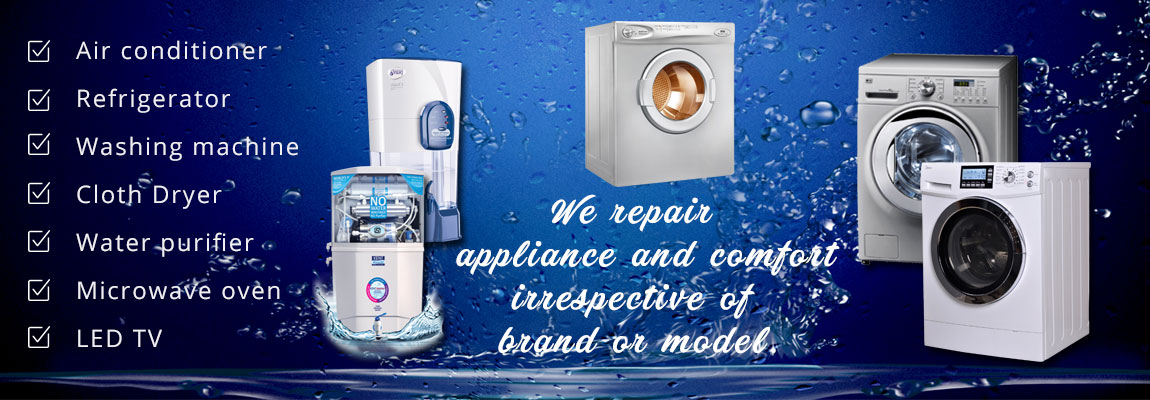 Air conditioner
Refrigerator
Washing machine
Cloth Dryer
Water purifier
Microwave oven
LED TV
NO
We repair
appliance and comfort
irrespective of
brand or model.